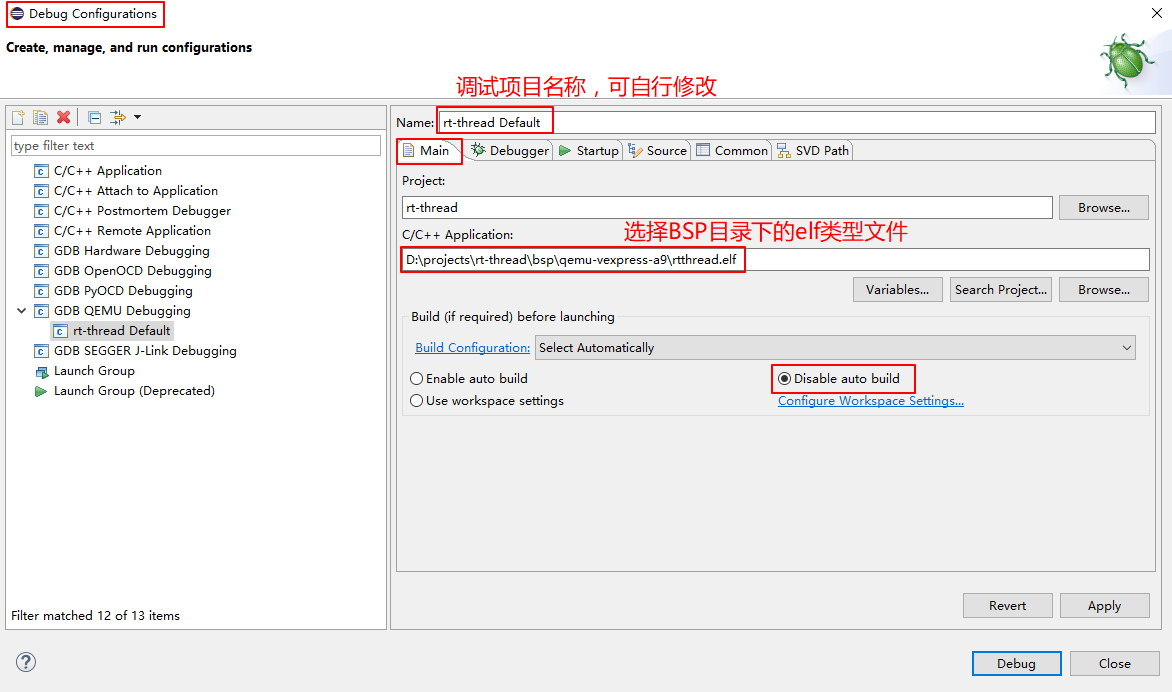 Debug Configurations
Create, manage, and run configurations
调试项目名称，可自行修改
Name: rt-thread Default
type filter text
C/C++ Application
C/C++ Attach to Application
C/C++ Postmortem Debugger
C/C++ Remote Application
GDB Hardware Debugging
GDB OpenOCD Debugging
GDB PyOCD Debugging
GDB QEMU Debugging
rt-thread Default
GDB SEGGER J-Link Debugging
Launch Group
Launch Group (Deprecated)
Filter matched 12 of 13 items
Main Debugger Startup Source Common SVD Path
Project:
rt-thread Browse...
C/C++ Application:
选择BSP目录下的elf类型文件
D:\projects\rt-thread\bsp\qemu-vexpress-a9\rtthread.elf
Variables... Search Project... Browse...
Build (if required) before launching
Build Configuration: Select Automatically
Enable auto build Disable auto build
Use workspace settings Configure Workspace Settings...
Revert Apply
Debug Close